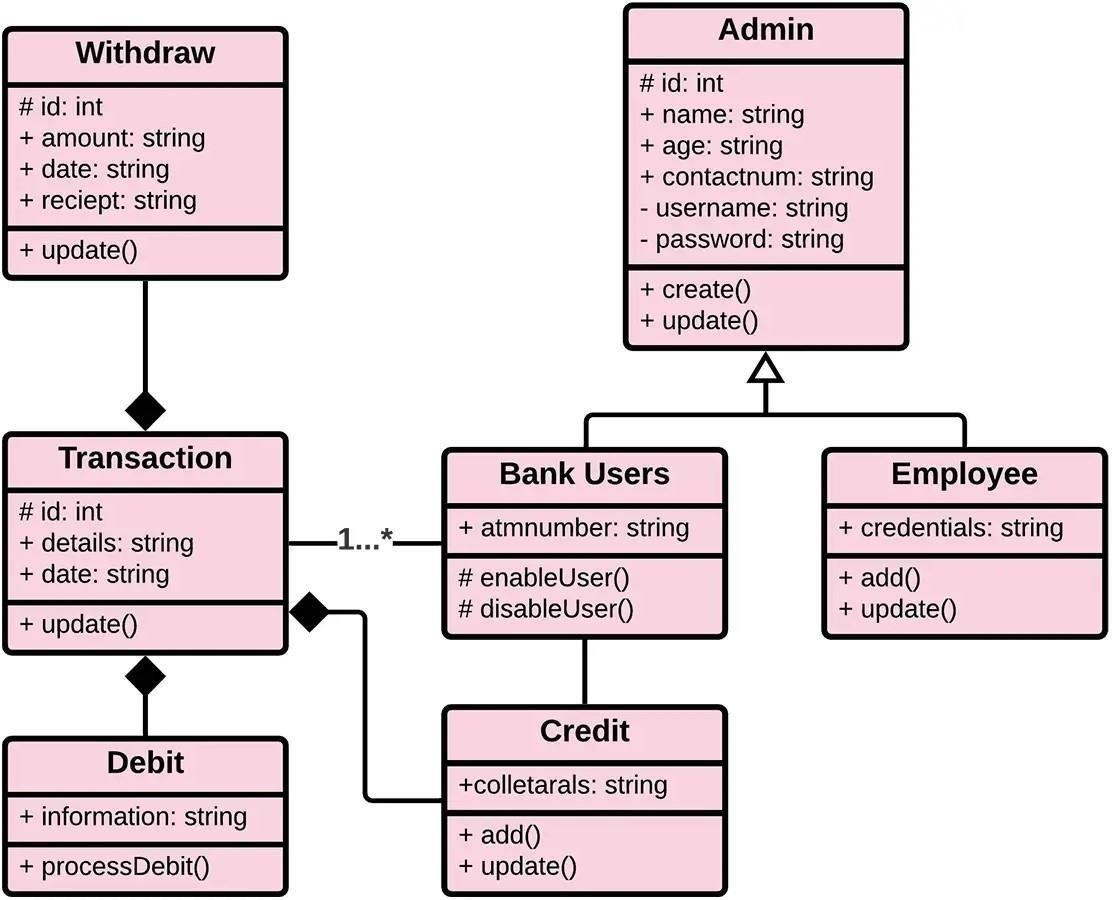 Withdraw
# id: int
+ amount: string
+ date: string
+ reciept: string
+ update()
Admin
# id: int
+ name: string
+ age: string
+ contactnum: string
- username: string
- password: string
+ create()
+ update()
Transaction
# id: int
+ details: string
+ date: string
+ update()
1...*
Bank Users
+ atmnumber: string
# enableUser()
# disableUser()
Employee
+ credentials: string
+ add()
+ update()
Debit
+ information: string
+ processDebit()
Credit
+colletarals: string
+ add()
+ update()